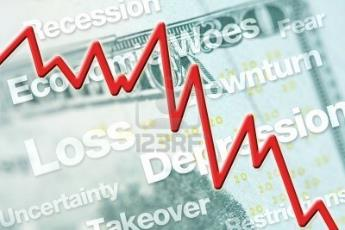 Recession
Economic Woes
Fear
Downturn
Loss
123RF
Depression
Uncertainty
Takeover
Restrictions